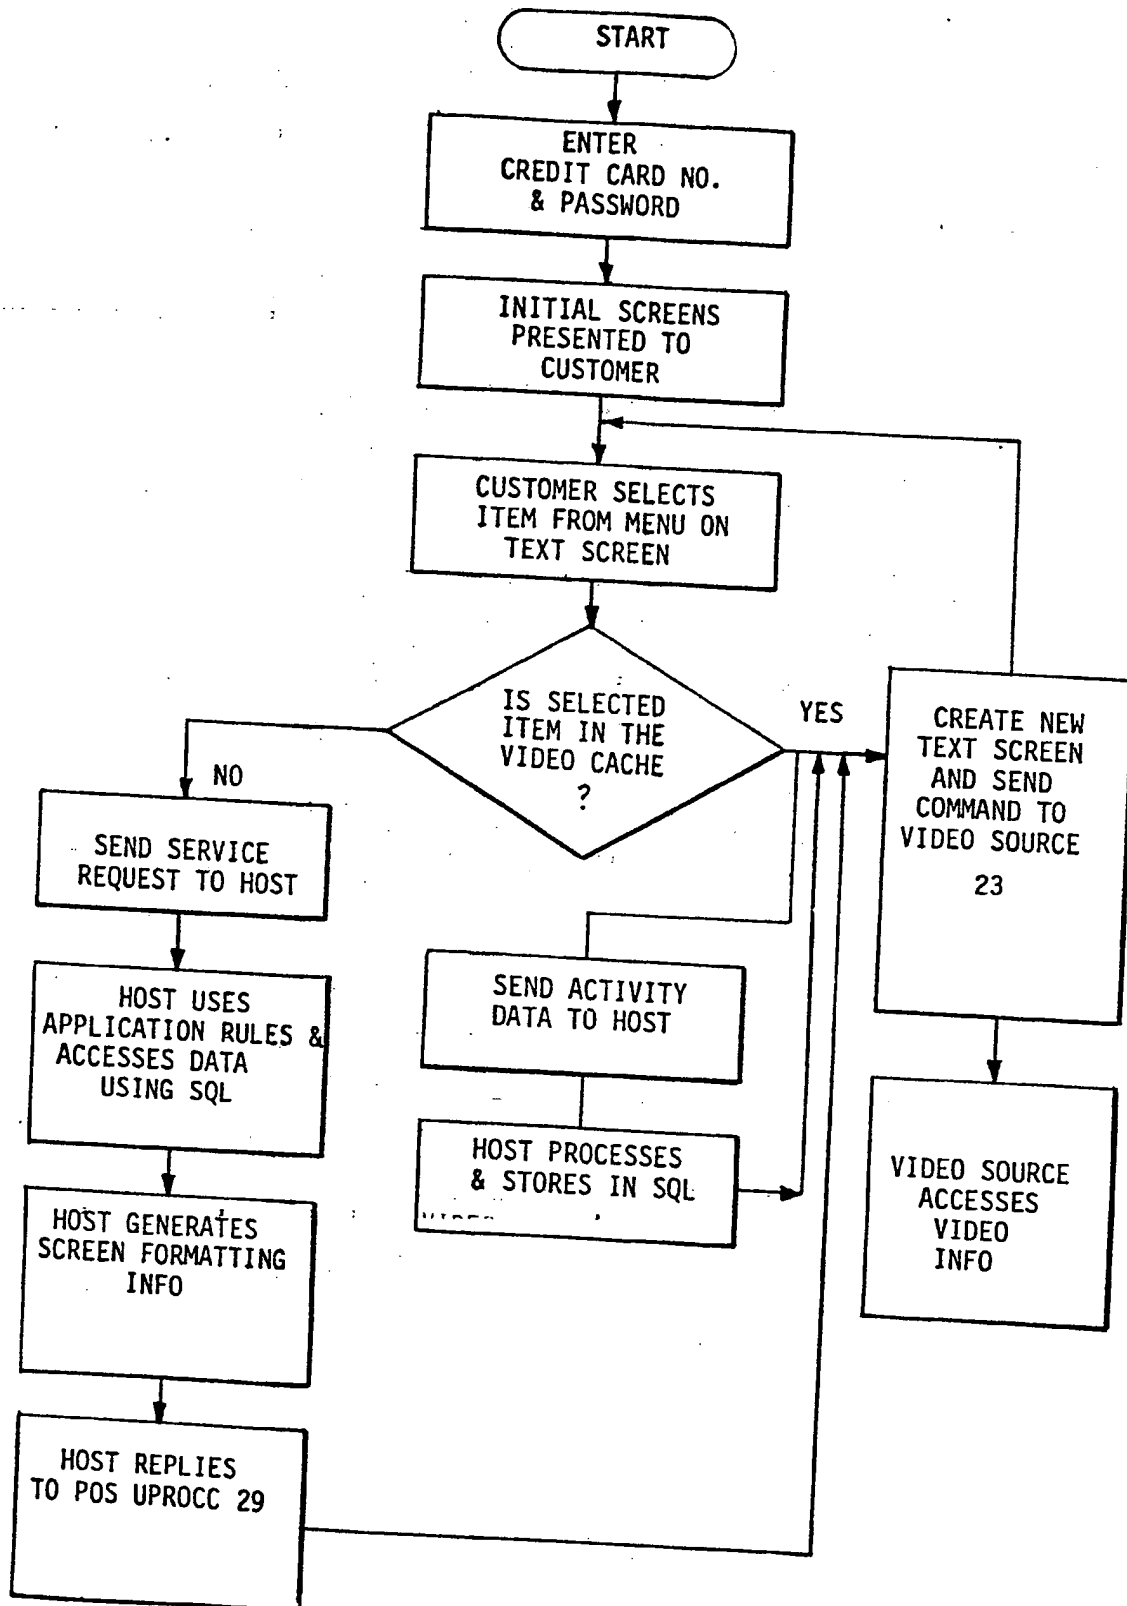 START
ENTER
CREDIT CARD NO.
& PASSWORD
INITIAL SCREENS
PRESENTED TO
CUSTOMER
CUSTOMER SELECTS
ITEM FROM MENU ON
TEXT SCREEN
IS SELECTED
ITEM IN THE
VIDEO CACHE
?
YES
NO
CREATE NEW
TEXT SCREEN
AND SEND
COMMAND TO
VIDEO SOURCE
23
SEND SERVICE
REQUEST TO HOST
HOST USES
APPLICATION RULES &
ACCESSES DATA
USING SQL
HOST GENERATES
SCREEN FORMATTING
INFO
HOST REPLIES
TO POS UPROCC 29
SEND ACTIVITY
DATA TO HOST
HOST PROCESSES
& STORES IN SQL
VIDEO SOURCE
ACCESSES
VIDEO
INFO